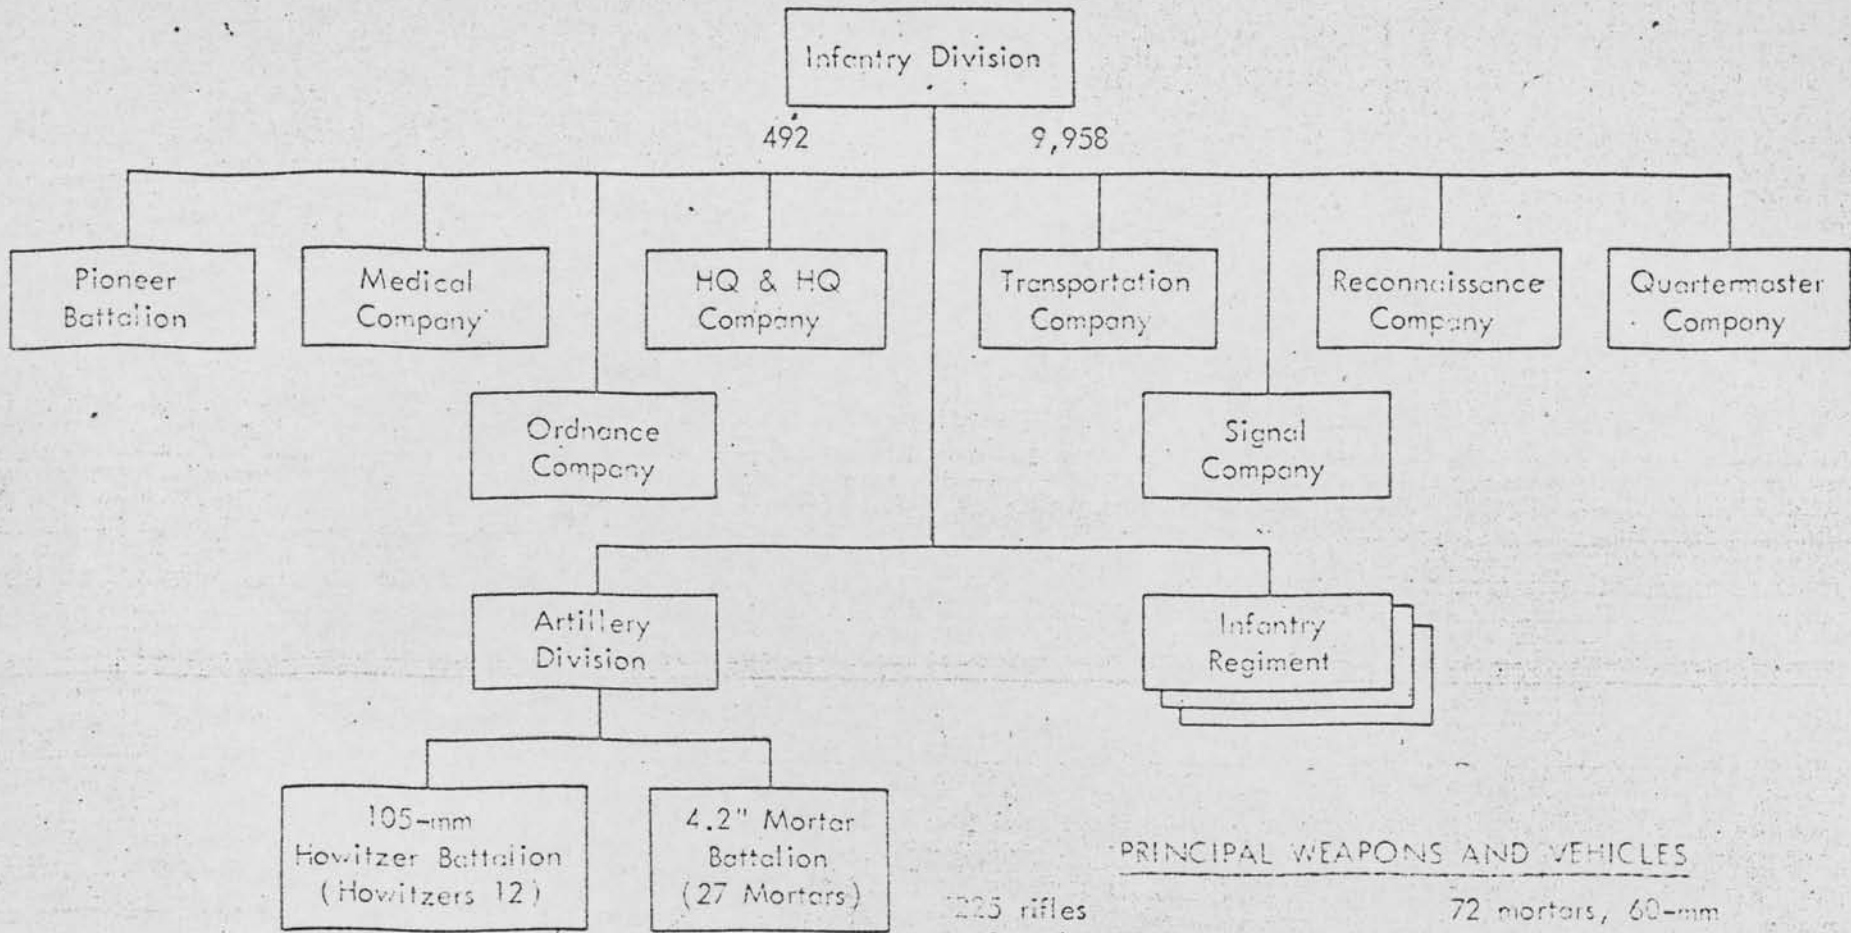 Infantry Division
492
9,958
Pioneer
Battalion
Medical
Company
HQ & HQ
Company
Transportation
Company
Reconnaissance
Company
Quartermaster
Company
Ordnance
Company
Signal
Company
Artillery
Division
Infantry
Regiment
105-mm
Howitzer Battalion
(Howitzers 12)
4.2" Mortar
Battalion
(27 Mortars)
PRINCIPAL WEAPONS AND VEHICLES
rifles
72 mortars, 60-mm